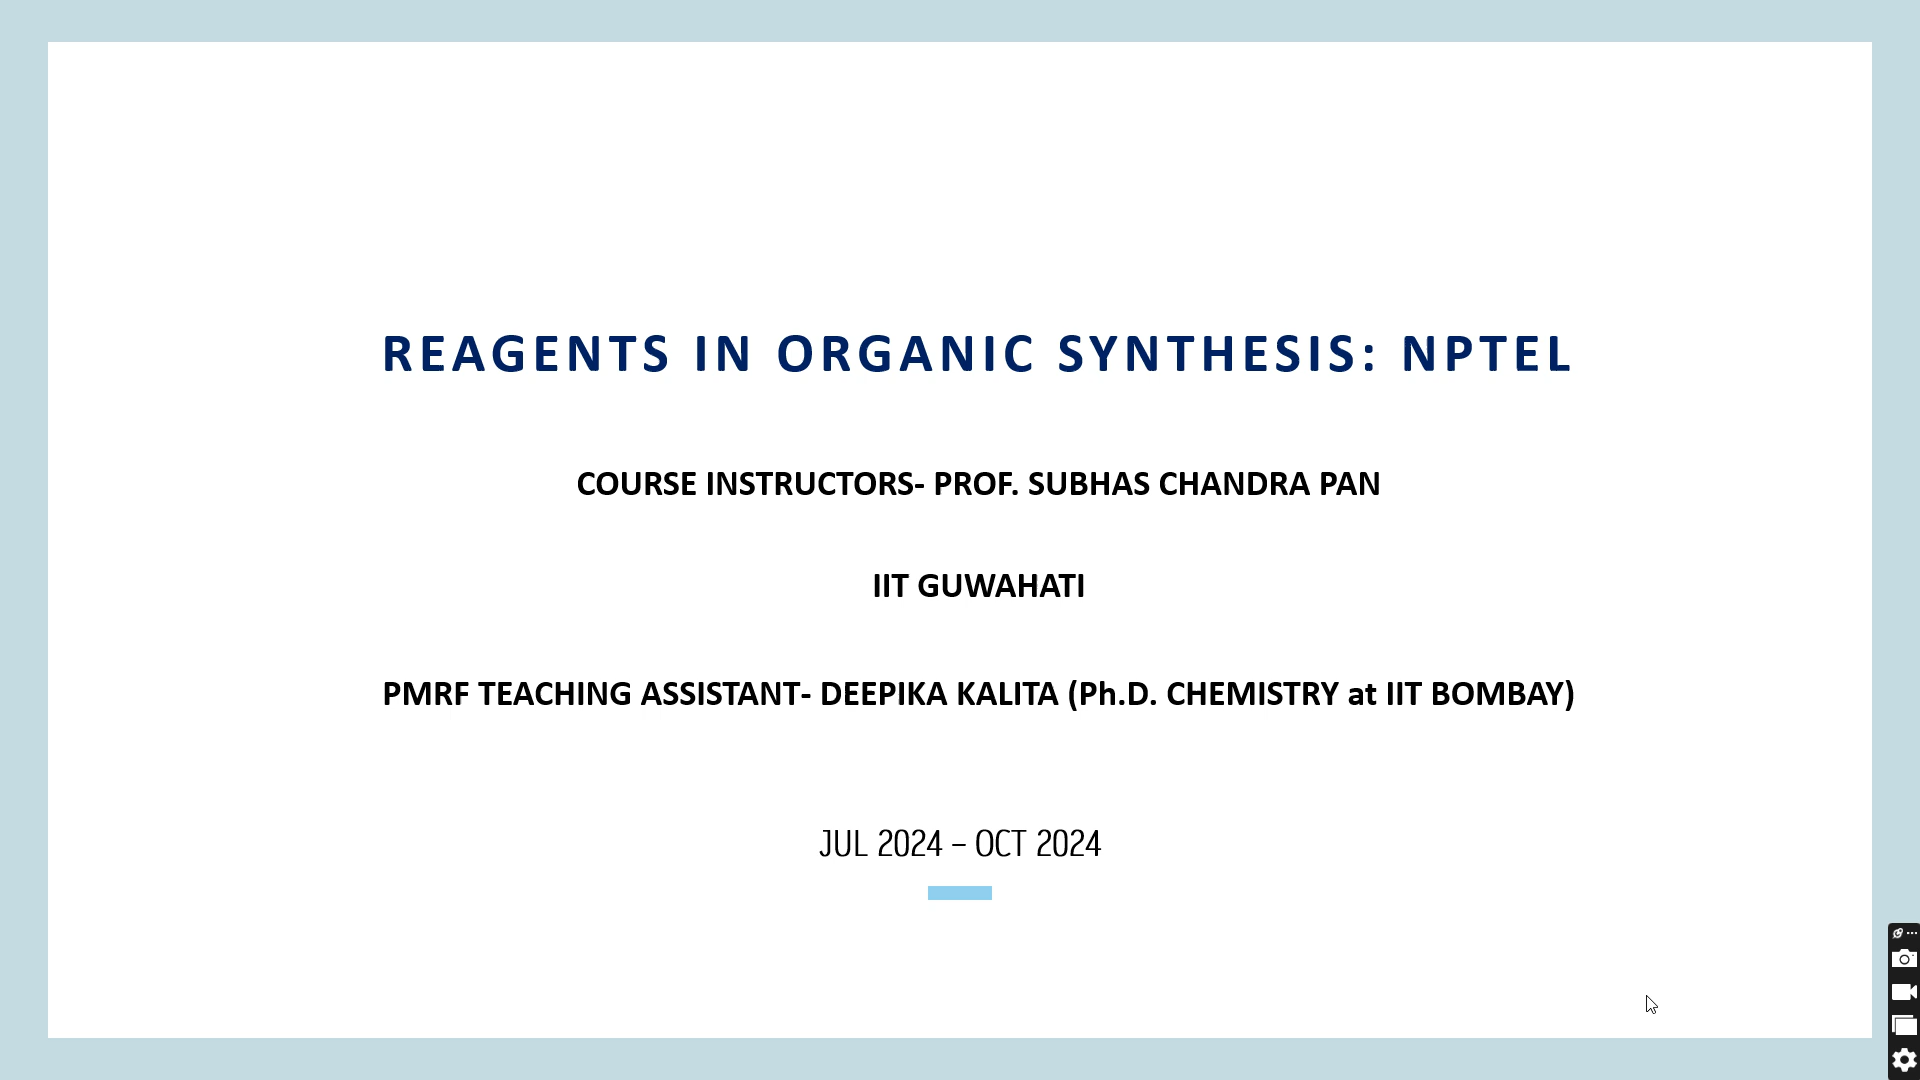 REAGENTS IN ORGANIC SYNTHESIS: NPTEL
COURSE INSTRUCTORS- PROF. SUBHAS CHANDRA PAN
IIT GUWAHATI
PMRF TEACHING ASSISTANT- DEEPIKA KALITA (Ph.D. CHEMISTRY at IIT BOMBAY)
JUL 2024 – OCT 2024